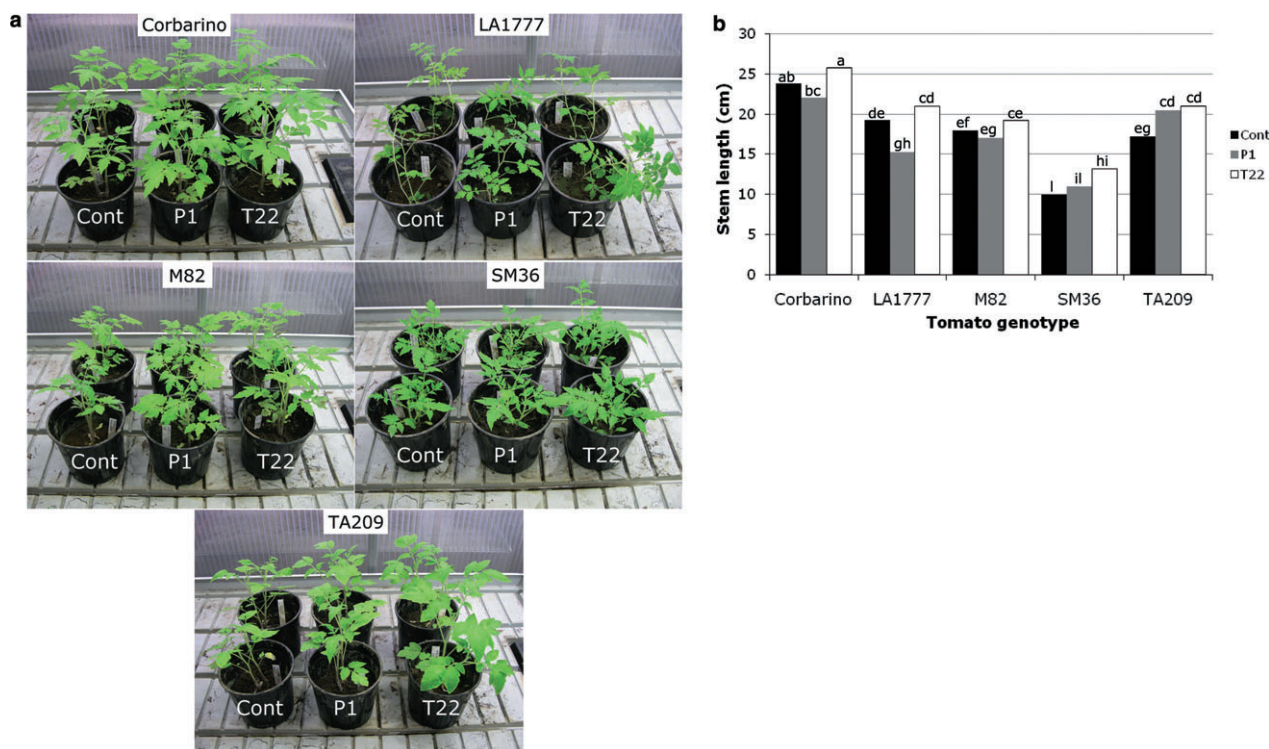 a
Corbarino
LA1777
Cont P1 T22
Cont P1 T22
M82
SM36
Cont P1 T22
Cont P1 T22
TA209
Cont P1 T22
b
Stem length (cm)
30
25
20
15
10
5
0
ab bc a
de gh cd
ef eg ce
l il hi
eg cd cd
Corbarino LA1777 M82 SM36 TA209
Tomato genotype
Cont
P1
T22